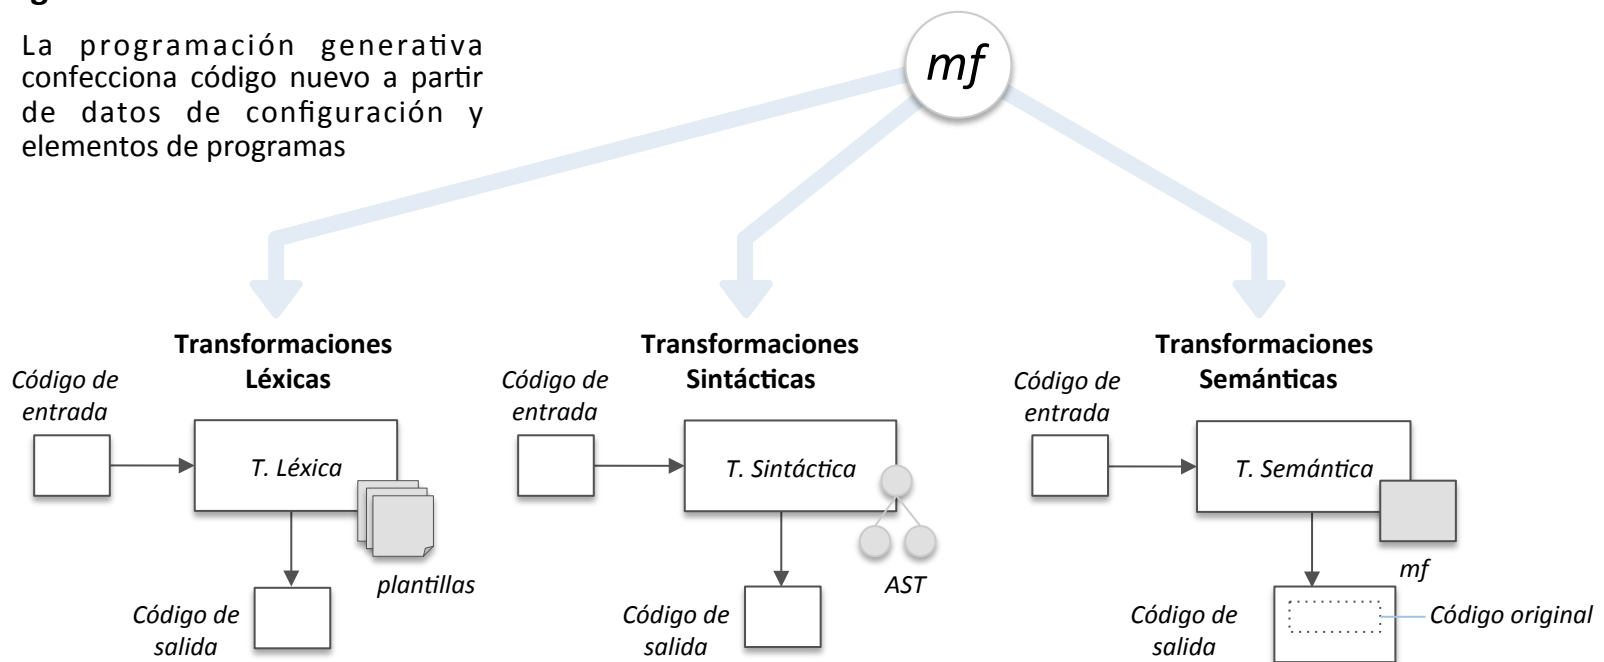 La programación generativa
confecciona código nuevo a partir
de datos de configuración y
elementos de programas
mf
Transformaciones
Léxicas
Código de
entrada
T. Léxica
plantillas
Código de
salida
Transformaciones
Sintácticas
Código de
entrada
T. Sintáctica
AST
Código de
salida
Transformaciones
Semánticas
Código de
entrada
T. Semántica
mf
Código de
salida
Código original